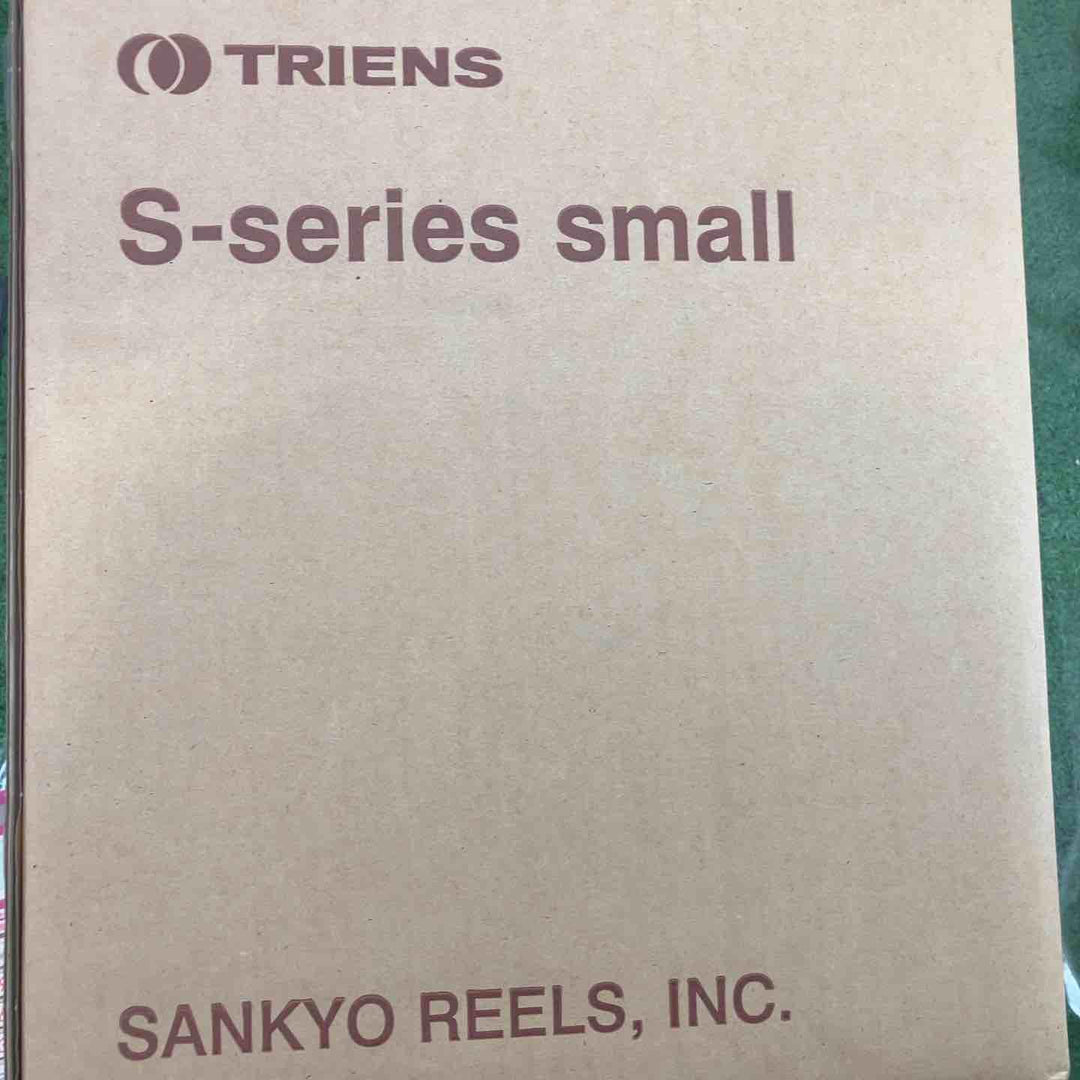 TRIENS
S-series small
SANKYO REELS, INC.